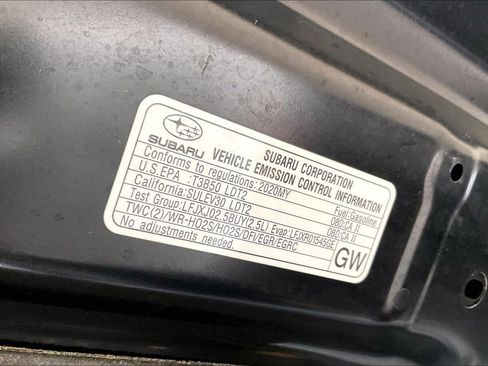 SUBARU
SUBARU CORPORATION
VEHICLE EMISSION CONTROL INFORMATION
Conforms to regulations:2020MY
U.S.EPA :T3B50 LDT2 Fuel:Gasoline
California:SULEV30 LDT2 OBD:CA II
OBD:CA II
Test Group:LFJXJ02.5BUY(2.5L) Evap:
TWC(2)/WR-HO2S/HO2S/DFI/EGR/EGRC
No adjustments needed.
GW